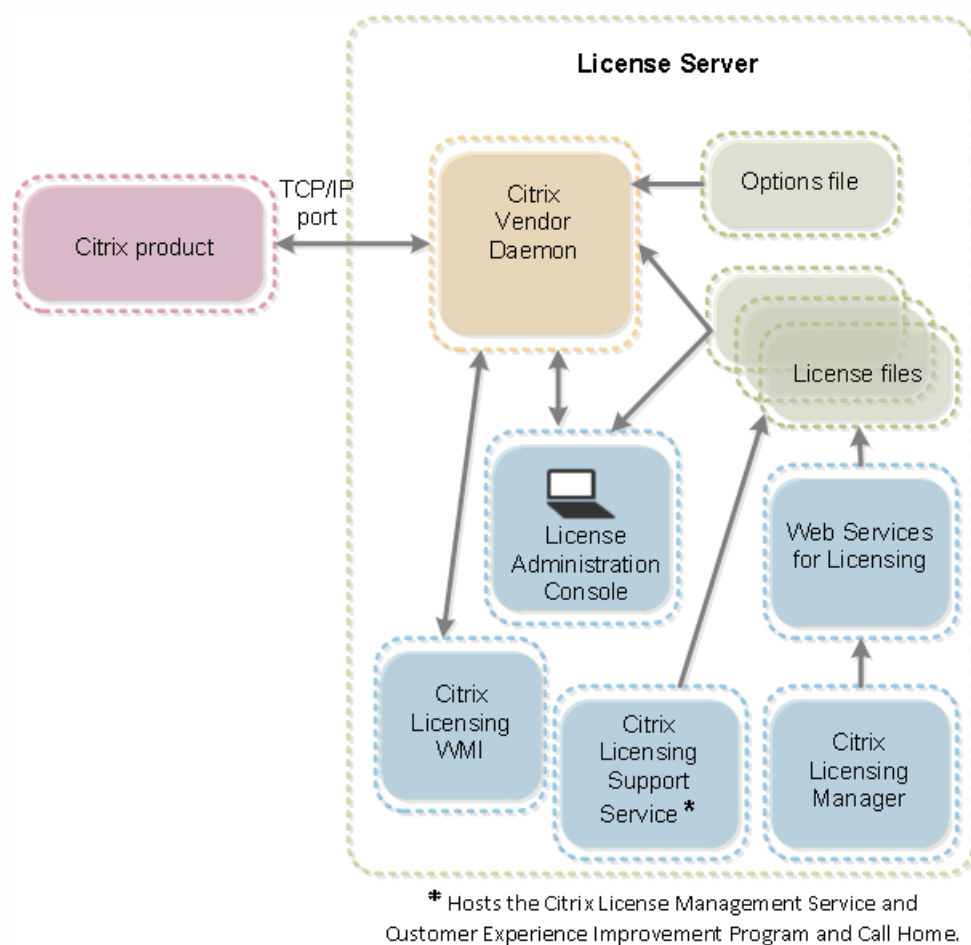 License Server
TCP/IP
port
Citrix product
Citrix
Vendor
Daemon
Options file
License files
License
Administration
Console
Web Services
for Licensing
Citrix
Licensing
WMI
Citrix
Licensing
Support
Service *
Citrix
Licensing
Manager
* Hosts the Citrix License Management Service and
Customer Experience Improvement Program and Call Home.